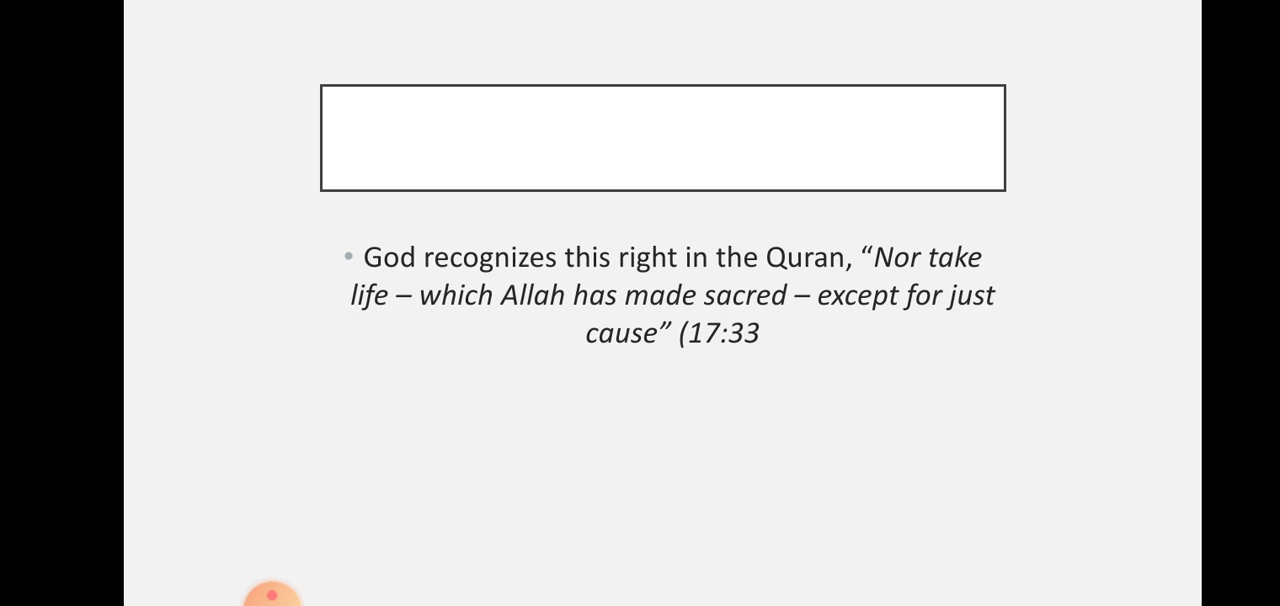 • God recognizes this right in the Quran, “Nor take
life – which Allah has made sacred – except for just
cause” (17:33